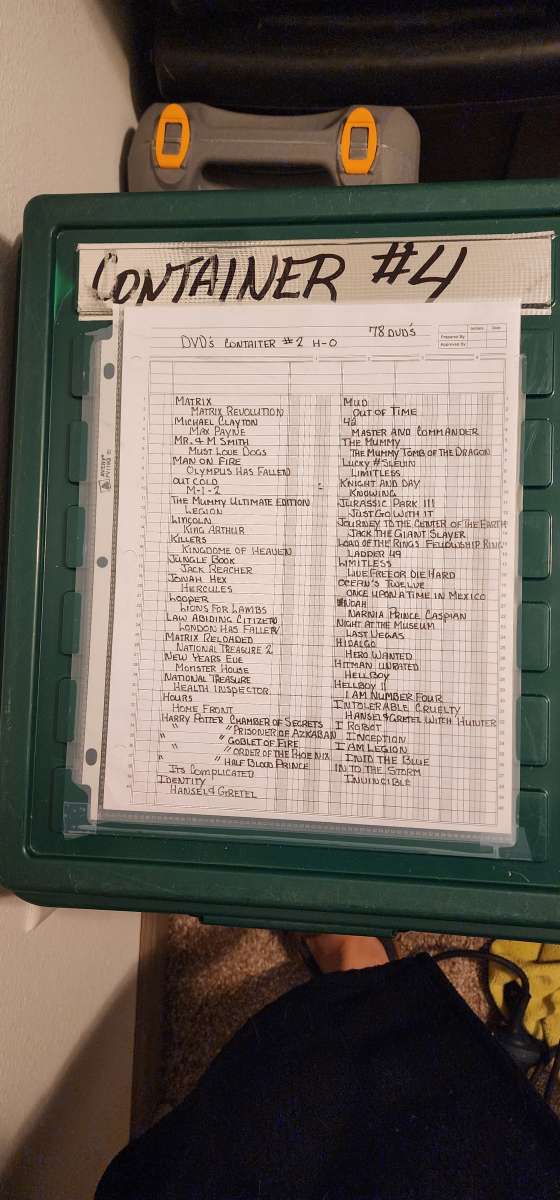 CONTAINER #4
78 DVD'S
DVD's CONTAITER #2 H-O
Initials Date
Prepared By
Approved By
MATRIX
MATRIX REVOLUTION
MICHAEL CLAYTON
MAX PAYNE
MR. & M SMITH
MUST LOVE DOGS
MAN ON FIRE
OLYMPUS HAS FALLEN
OUT COLD
M-1-2
THE MUMMY ULTIMATE EDITION
LEGION
LINCOLN
KING ARTHUR
KILLERS
KINGDOME OF HEAVEN
JUNGLE BOOK
JACK REACHER
JONAH HEX
HERCULES
LOOPER
LIONS FOR LAMBS
LAW ABIDING CITIZEN
LONDON HAS FALLEN
MATRIX RELOADED
NATIONAL TREASURE 2
NEW YEARS EVE
MONSTER HOUSE
NATIONAL TREASURE
HEALTH INSPECTOR
HOURS
HOME FRONT
HARRY POTTER CHAMBER OF SECRETS
" " PRISONER OF AZKABAN
" " GOBLET OF FIRE
" " ORDER OF THE PHOENIX
" " HALF BLOOD PRINCE
ITS COMPLICATED
IDENTITY
HANSEL & GRETEL
MUD
OUT OF TIME
42
MASTER AND COMMANDER
THE MUMMY
THE MUMMY TOMB OF THE DRAGON
LUCKY # SLEVIN
LIMITLESS
KNIGHT AND DAY
KNOWING
JURASSIC PARK III
JUST GO WITH IT
JOURNEY TO THE CENTER OF THE EARTH
JACK THE GIANT SLAYER
LOAD OF THE RINGS FELLOWSHIP RING
LADDER 49
LIMITLESS
LIVE FREE OR DIE HARD
OCEAN'S TWELVE
ONCE UPON A TIME IN MEXICO
NOAH
NARNIA PRINCE CASPIAN
NIGHT AT THE MUSEUM
LAST VEGAS
HIDALGO
HERO WANTED
HITMAN UNRATED
HELLBOY
HELLBOY II
I AM NUMBER FOUR
INTOLERABLE CRUELTY
HANSEL & GRETEL WITCH HUNTER
I ROBOT
INCEPTION
I AM LEGION
INTO THE BLUE
IN TO THE STORM
INVINCIBLE